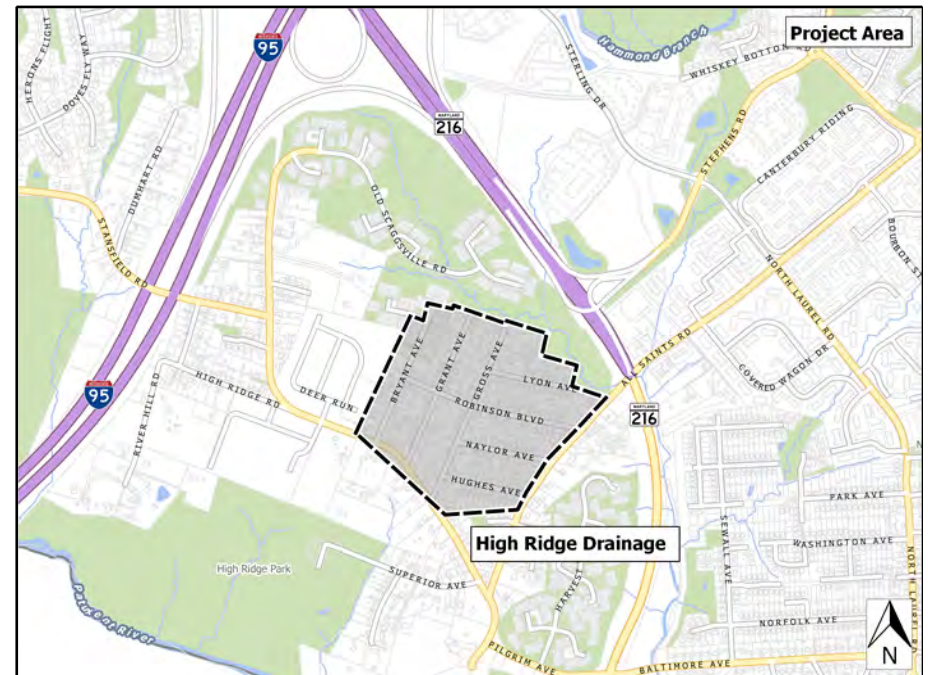 Project Area
HERONS FLIGHT
DOVES FLY WAY
INTERSTATE
95
MARYLAND
216
STERLING DR
Hammond Branch
WHISKEY BOTTOM RD
STEPHENS RD
CANTERBURY RIDING
DUMHART RD
STANSFIELD RD
OLD SCAGGSVILLE RD
BOURBON ST
NORTH LAUREL RD
ALL SAINTS RD
COVERED WAGON DR
BRYANT AVE
GRANT AVE
GROSS AVE
LYON AVE
ROBINSON BLVD
NAYLOR AVE
HUGHES AVE
HIGH RIDGE RD
DEER RUN
RIVER HILL RD
95
MARYLAND
216
High Ridge Drainage
PARK AVE
WASHINGTON AVE
SEWALL AVE
NORFOLK AVE
NORTH LAUREL RD
High Ridge Park
SUPERIOR AVE
HARVEST
Patuxent River
PILGRIM AVE
BALTIMORE AVE
N